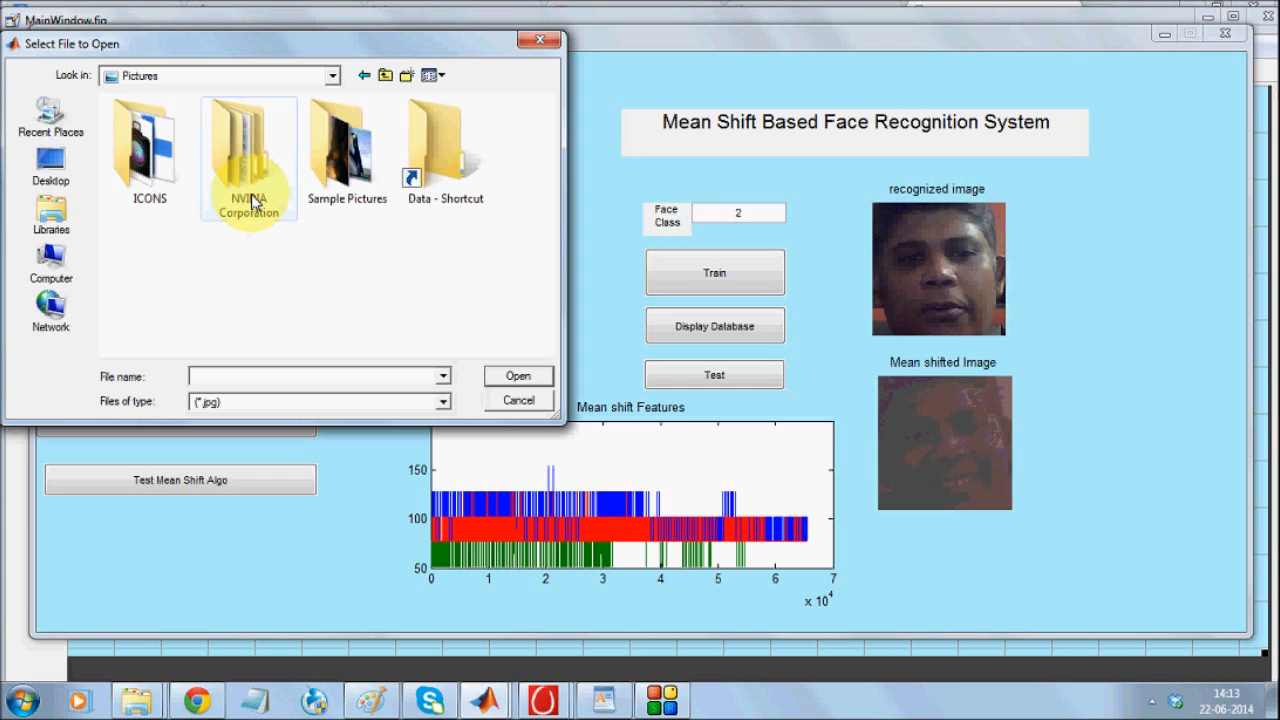 MainWindow.fig
Select File to Open
Look in:
Pictures
Recent Places
Desktop
Libraries
Computer
Network
ICONS
NVIDIA
Corporation
Sample Pictures
Data - Shortcut
File name:
Open
Files of type:
(*.jpg)
Cancel
Mean Shift Based Face Recognition System
recognized image
Face
Class
2
Train
Display Database
Test
Mean shifted Image
Mean shift Features
Test Mean Shift Algo
150
100
50
0 1 2 3 4 5 6 7
x 10^4
14:13
22-06-2014